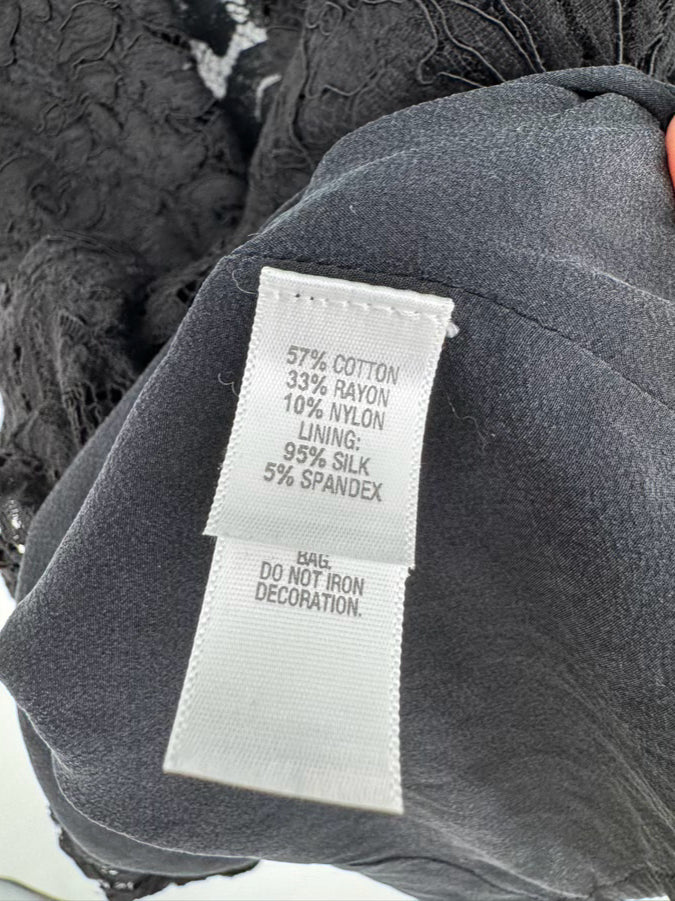 57% COTTON
33% RAYON
10% NYLON
LINING:
95% SILK
5% SPANDEX
BAG.
DO NOT IRON
DECORATION.